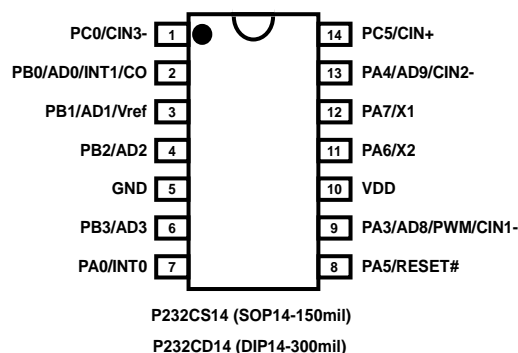 PC0/CIN3- 1 14 PC5/CIN+
PB0/AD0/INT1/CO 2 13 PA4/AD9/CIN2-
PB1/AD1/Vref 3 12 PA7/X1
PB2/AD2 4 11 PA6/X2
GND 5 10 VDD
PB3/AD3 6 9 PA3/AD8/PWM/CIN1-
PA0/INT0 7 8 PA5/RESET#
P232CS14 (SOP14-150mil)
P232CD14 (DIP14-300mil)